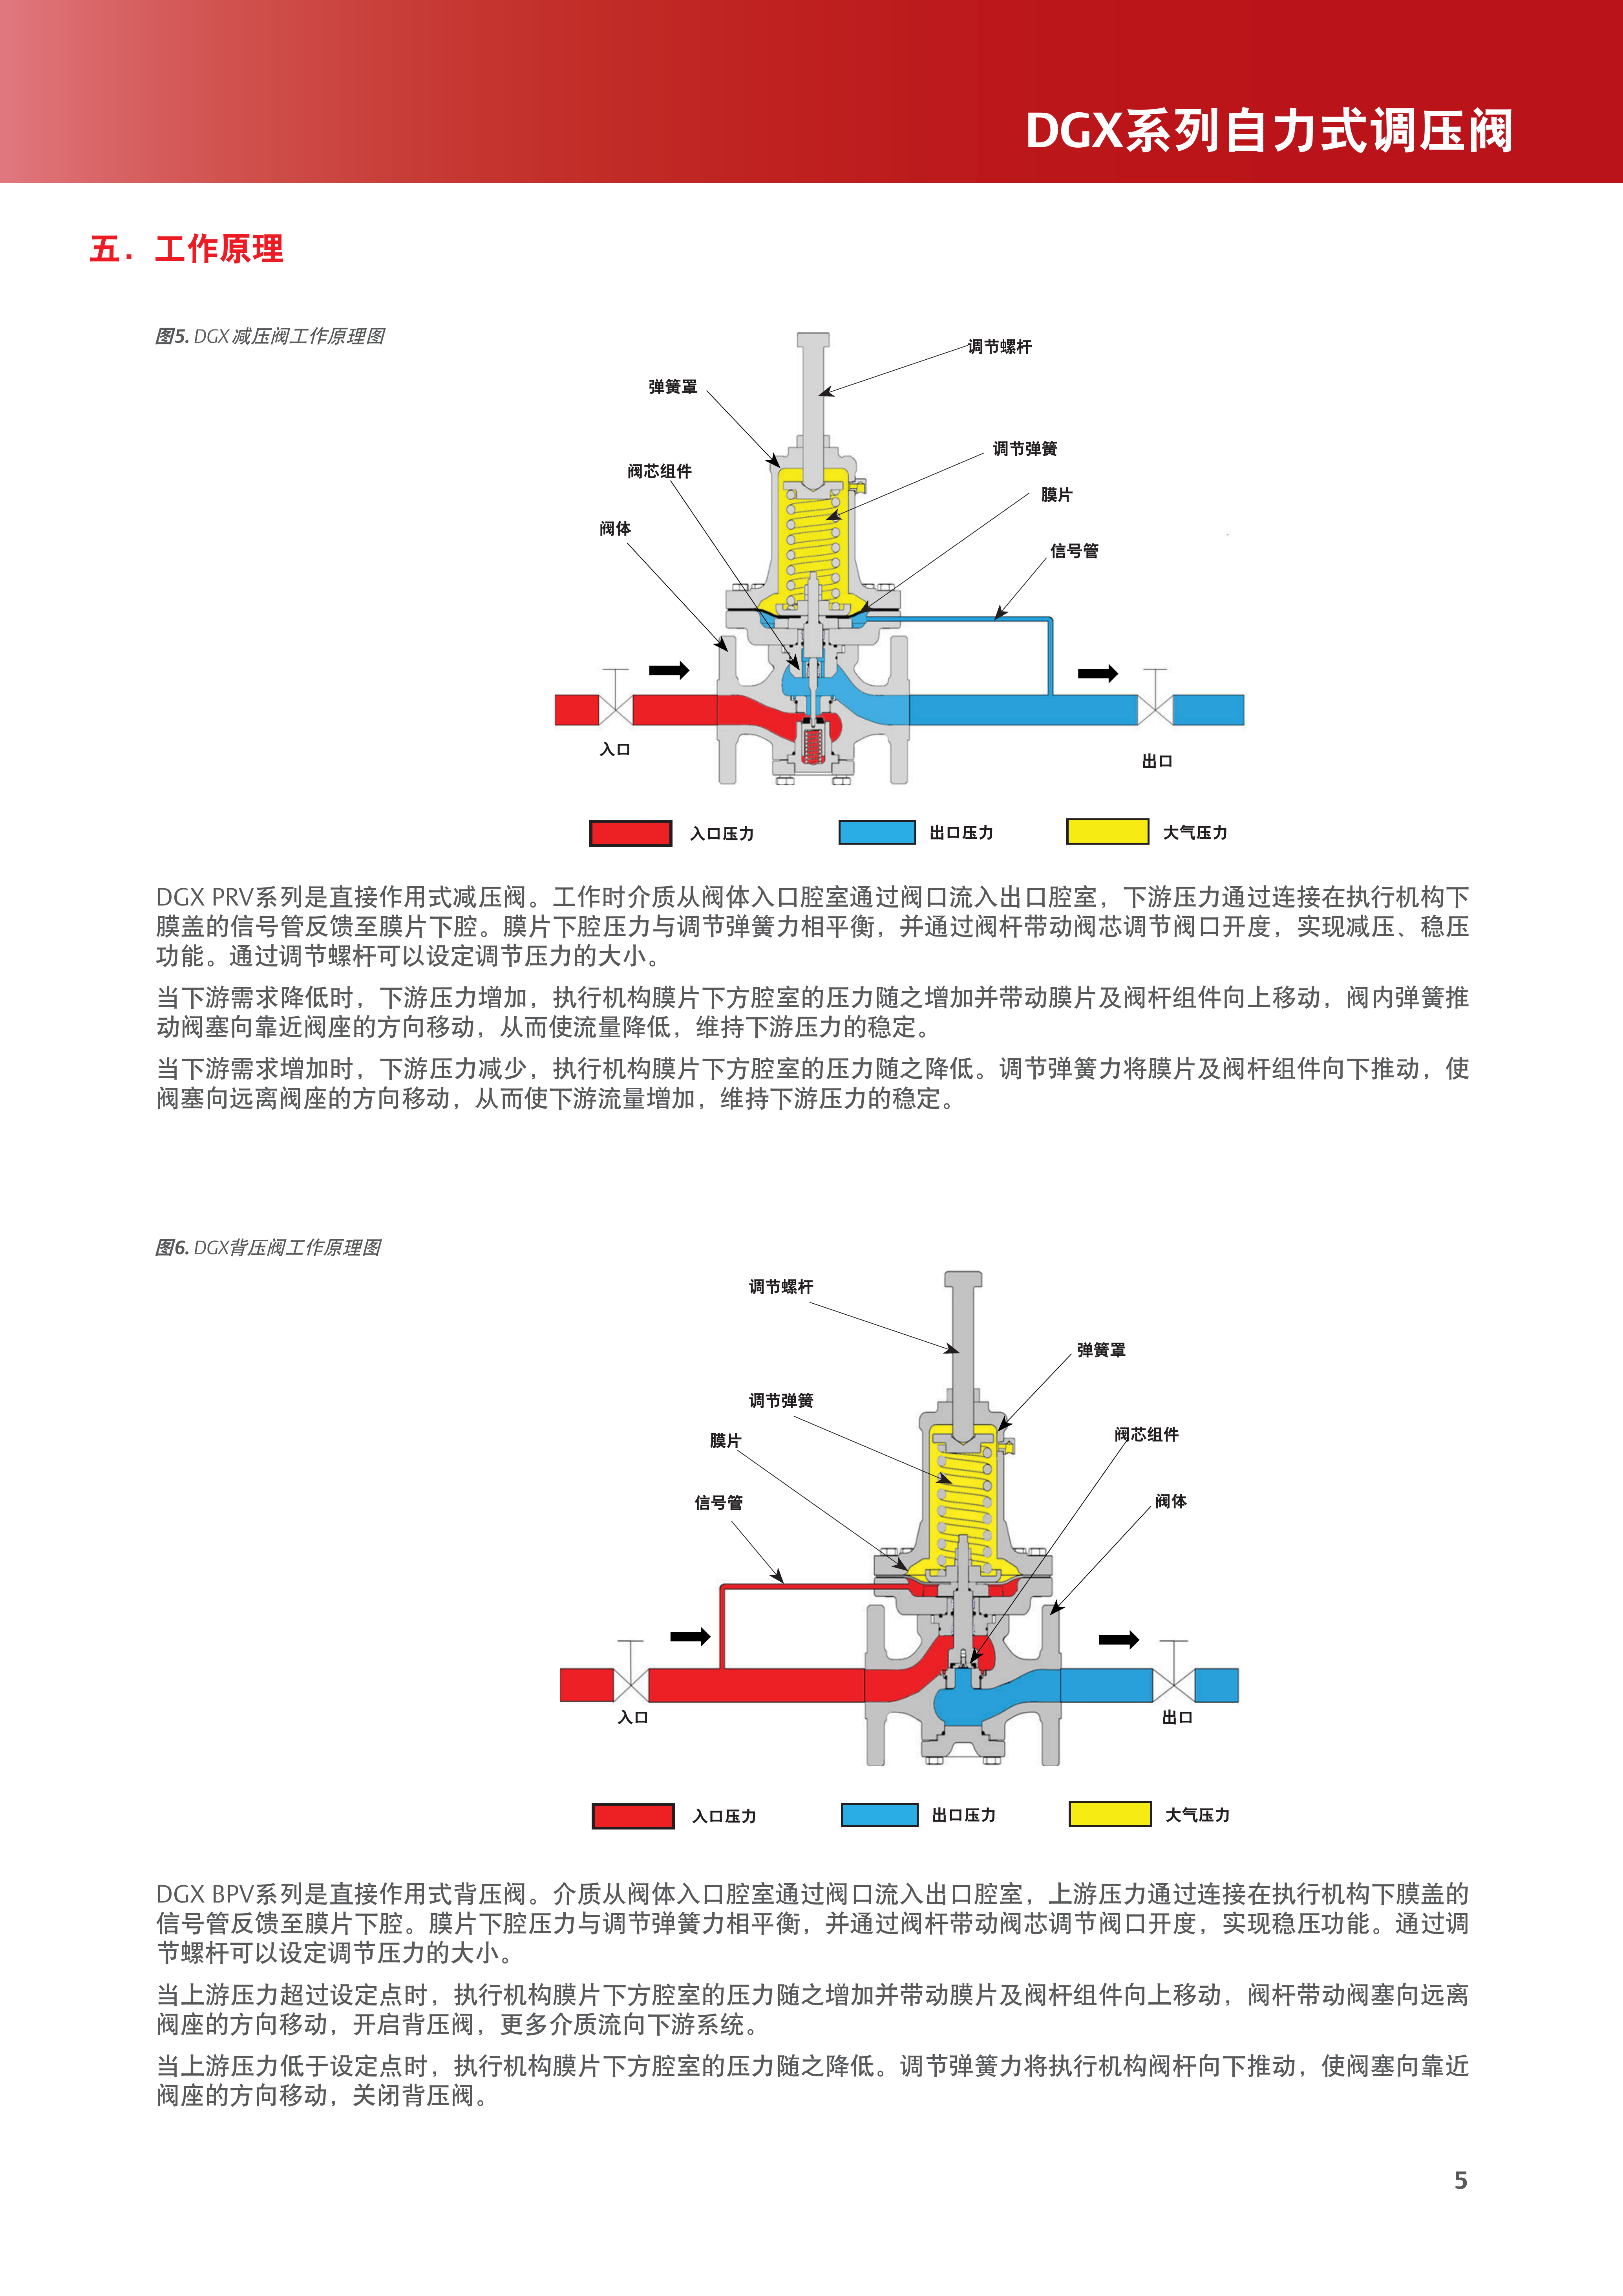 DGX系列自力式调压阀
五．工作原理
图5. DGX减压阀工作原理图
调节螺杆
弹簧罩
调节弹簧
阀芯组件
膜片
阀体
信号管
入口
出口
入口压力
出口压力
大气压力
DGX PRV系列是直接作用式减压阀。工作时介质从阀体入口腔室通过阀口流入出口腔室，下游压力通过连接在执行机构下
膜盖的信号管反馈至膜片下腔。膜片下腔压力与调节弹簧力相平衡，并通过阀杆带动阀芯调节阀口开度，实现减压、稳压
功能。通过调节螺杆可以设定调节压力的大小。
当下游需求降低时，下游压力增加，执行机构膜片下方腔室的压力随之增加并带动膜片及阀杆组件向上移动，阀内弹簧推
动阀塞向靠近阀座的方向移动，从而使流量降低，维持下游压力的稳定。
当下游需求增加时，下游压力减少，执行机构膜片下方腔室的压力随之降低。调节弹簧力将膜片及阀杆组件向下推动，使
阀塞向远离阀座的方向移动，从而使下游流量增加，维持下游压力的稳定。
图6. DGX背压阀工作原理图
调节螺杆
弹簧罩
调节弹簧
阀芯组件
膜片
阀体
信号管
入口
出口
入口压力
出口压力
大气压力
DGX BPV系列是直接作用式背压阀。介质从阀体入口腔室通过阀口流入出口腔室，上游压力通过连接在执行机构下膜盖的
信号管反馈至膜片下腔。膜片下腔压力与调节弹簧力相平衡，并通过阀杆带动阀芯调节阀口开度，实现稳压功能。通过调
节螺杆可以设定调节压力的大小。
当上游压力超过设定点时，执行机构膜片下方腔室的压力随之增加并带动膜片及阀杆组件向上移动，阀杆带动阀塞向远离
阀座的方向移动，开启背压阀，更多介质流向下游系统。
当上游压力低于设定点时，执行机构膜片下方腔室的压力随之降低。调节弹簧力将执行机构阀杆向下推动，使阀塞向靠近
阀座的方向移动，关闭背压阀。
5